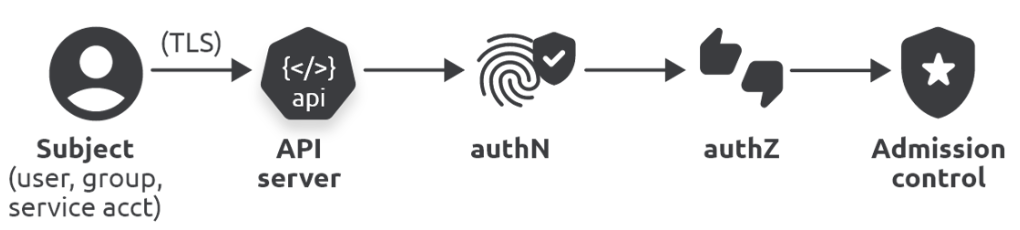 (TLS)
{</>}
api
Subject
(user, group,
service acct)
API
server
authN
authZ
Admission
control